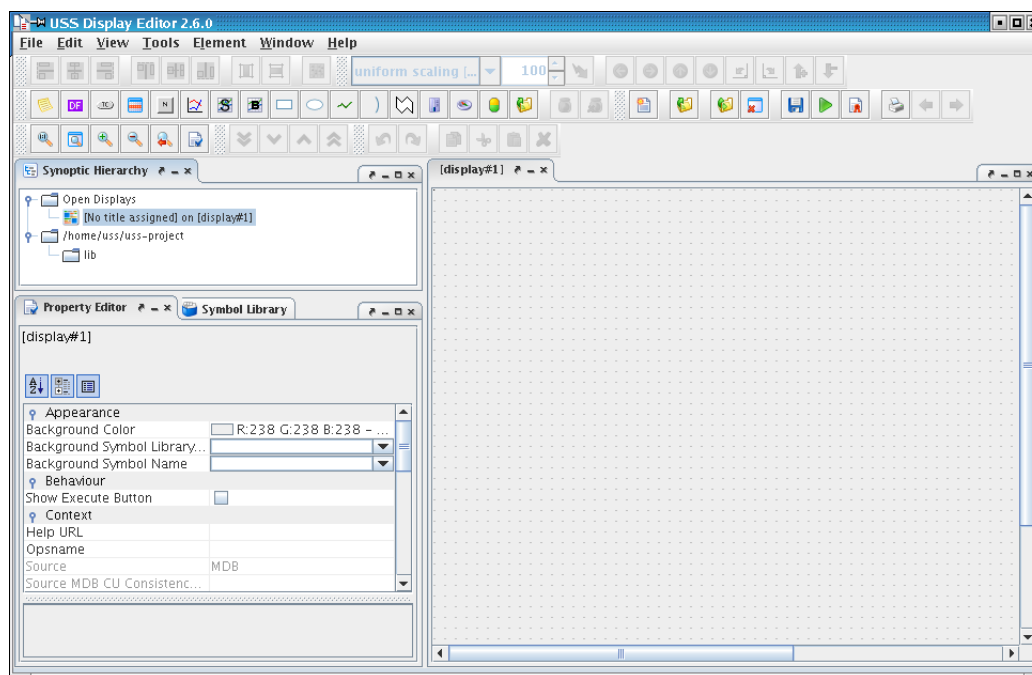 USS Display Editor 2.6.0
File Edit View Tools Element Window Help
uniform scaling [... 100
DF TC N S B
Synoptic Hierarchy
[display#1]
Open Displays
[No title assigned] on [display#1]
/home/uss/uss-project
lib
Property Editor Symbol Library
[display#1]
A Z
Appearance
Background Color R:238 G:238 B:238 - ...
Background Symbol Library...
Background Symbol Name
Behaviour
Show Execute Button
Context
Help URL
Opsname
Source MDB
Source MDB CU Consistenc...